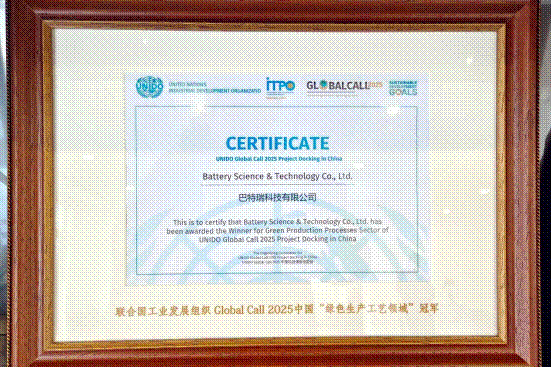 UNITED NATIONS
INDUSTRIAL DEVELOPMENT ORGANIZATION
UNIDO
ITPO
GLOBALCALL2025
SUSTAINABLE
DEVELOPMENT
GOALS
CERTIFICATE
UNIDO Global Call 2025 Project Docking in China
Battery Science & Technology Co., Ltd.
巴特瑞科技有限公司
This is to certify that Battery Science & Technology Co., Ltd. has
been awarded the Winner for Green Production Processes Sector of
UNIDO Global Call 2025 Project Docking in China
联合国工业发展组织 Global Call 2025中国“绿色生产工艺领域”冠军